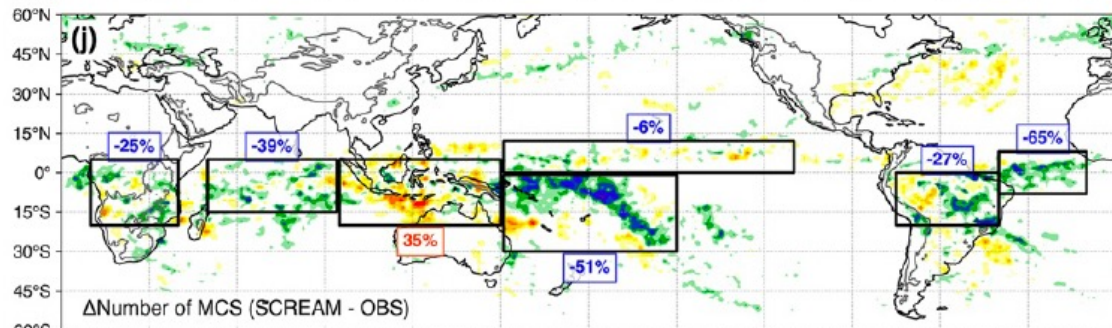 60°N
(j)
45°N
30°N
15°N
-25%
-39%
-6%
-27%
-65%
0°
15°S
35%
30°S
-51%
45°S
ΔNumber of MCS (SCREAM - OBS)
60°S